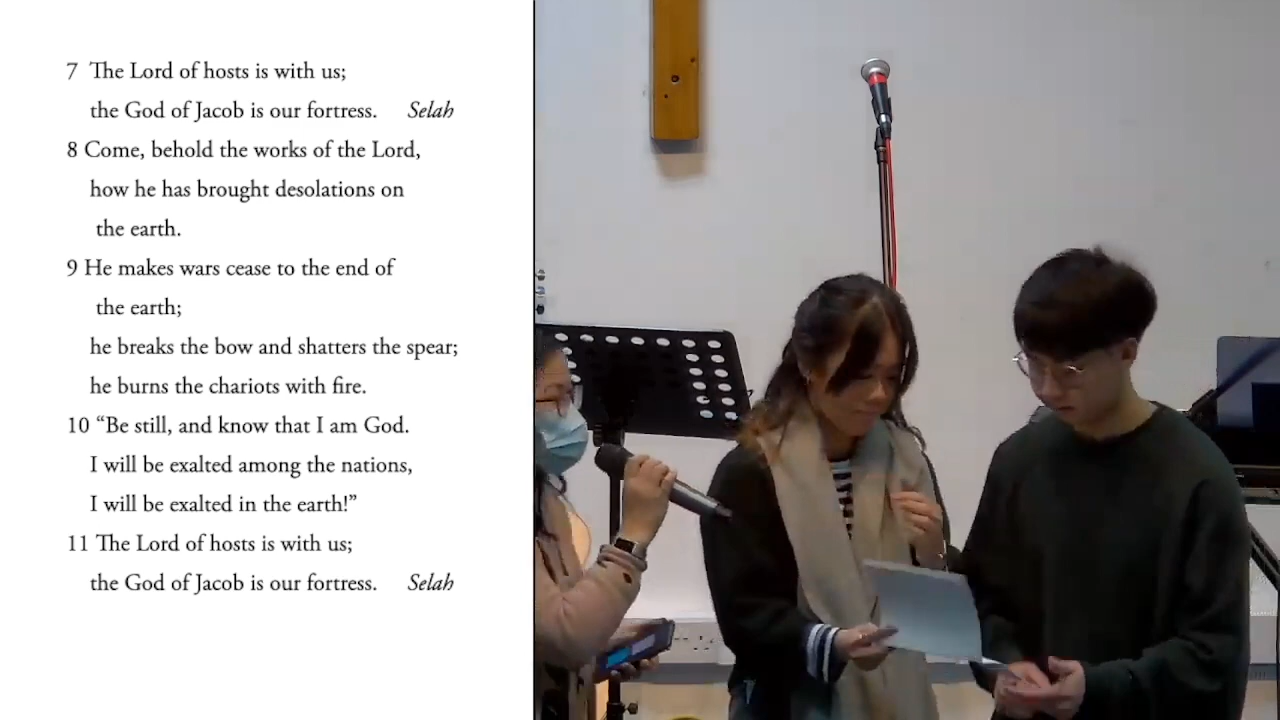 7 The Lord of hosts is with us;
the God of Jacob is our fortress. Selah
8 Come, behold the works of the Lord,
how he has brought desolations on
the earth.
9 He makes wars cease to the end of
the earth;
he breaks the bow and shatters the spear;
he burns the chariots with fire.
10 “Be still, and know that I am God.
I will be exalted among the nations,
I will be exalted in the earth!”
11 The Lord of hosts is with us;
the God of Jacob is our fortress. Selah